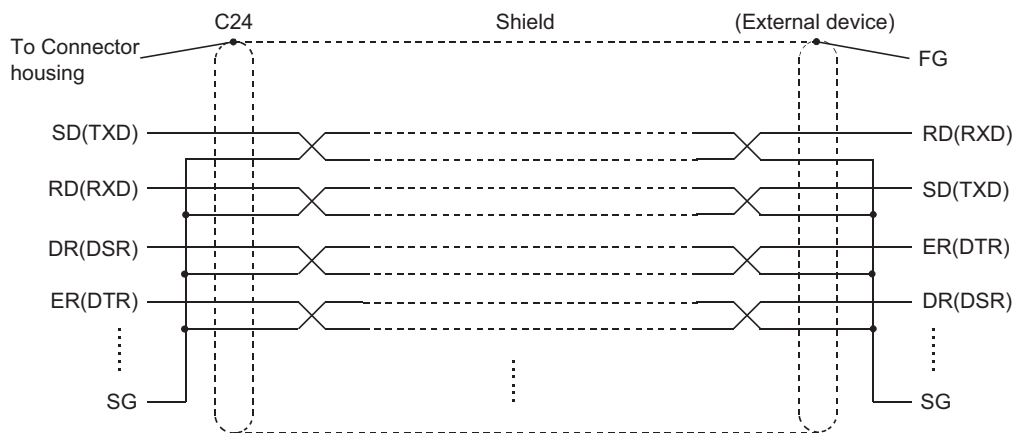 C24
Shield
(External device)
To Connector
housing
FG
SD(TXD)
RD(RXD)
RD(RXD)
SD(TXD)
DR(DSR)
ER(DTR)
ER(DTR)
DR(DSR)
SG
SG